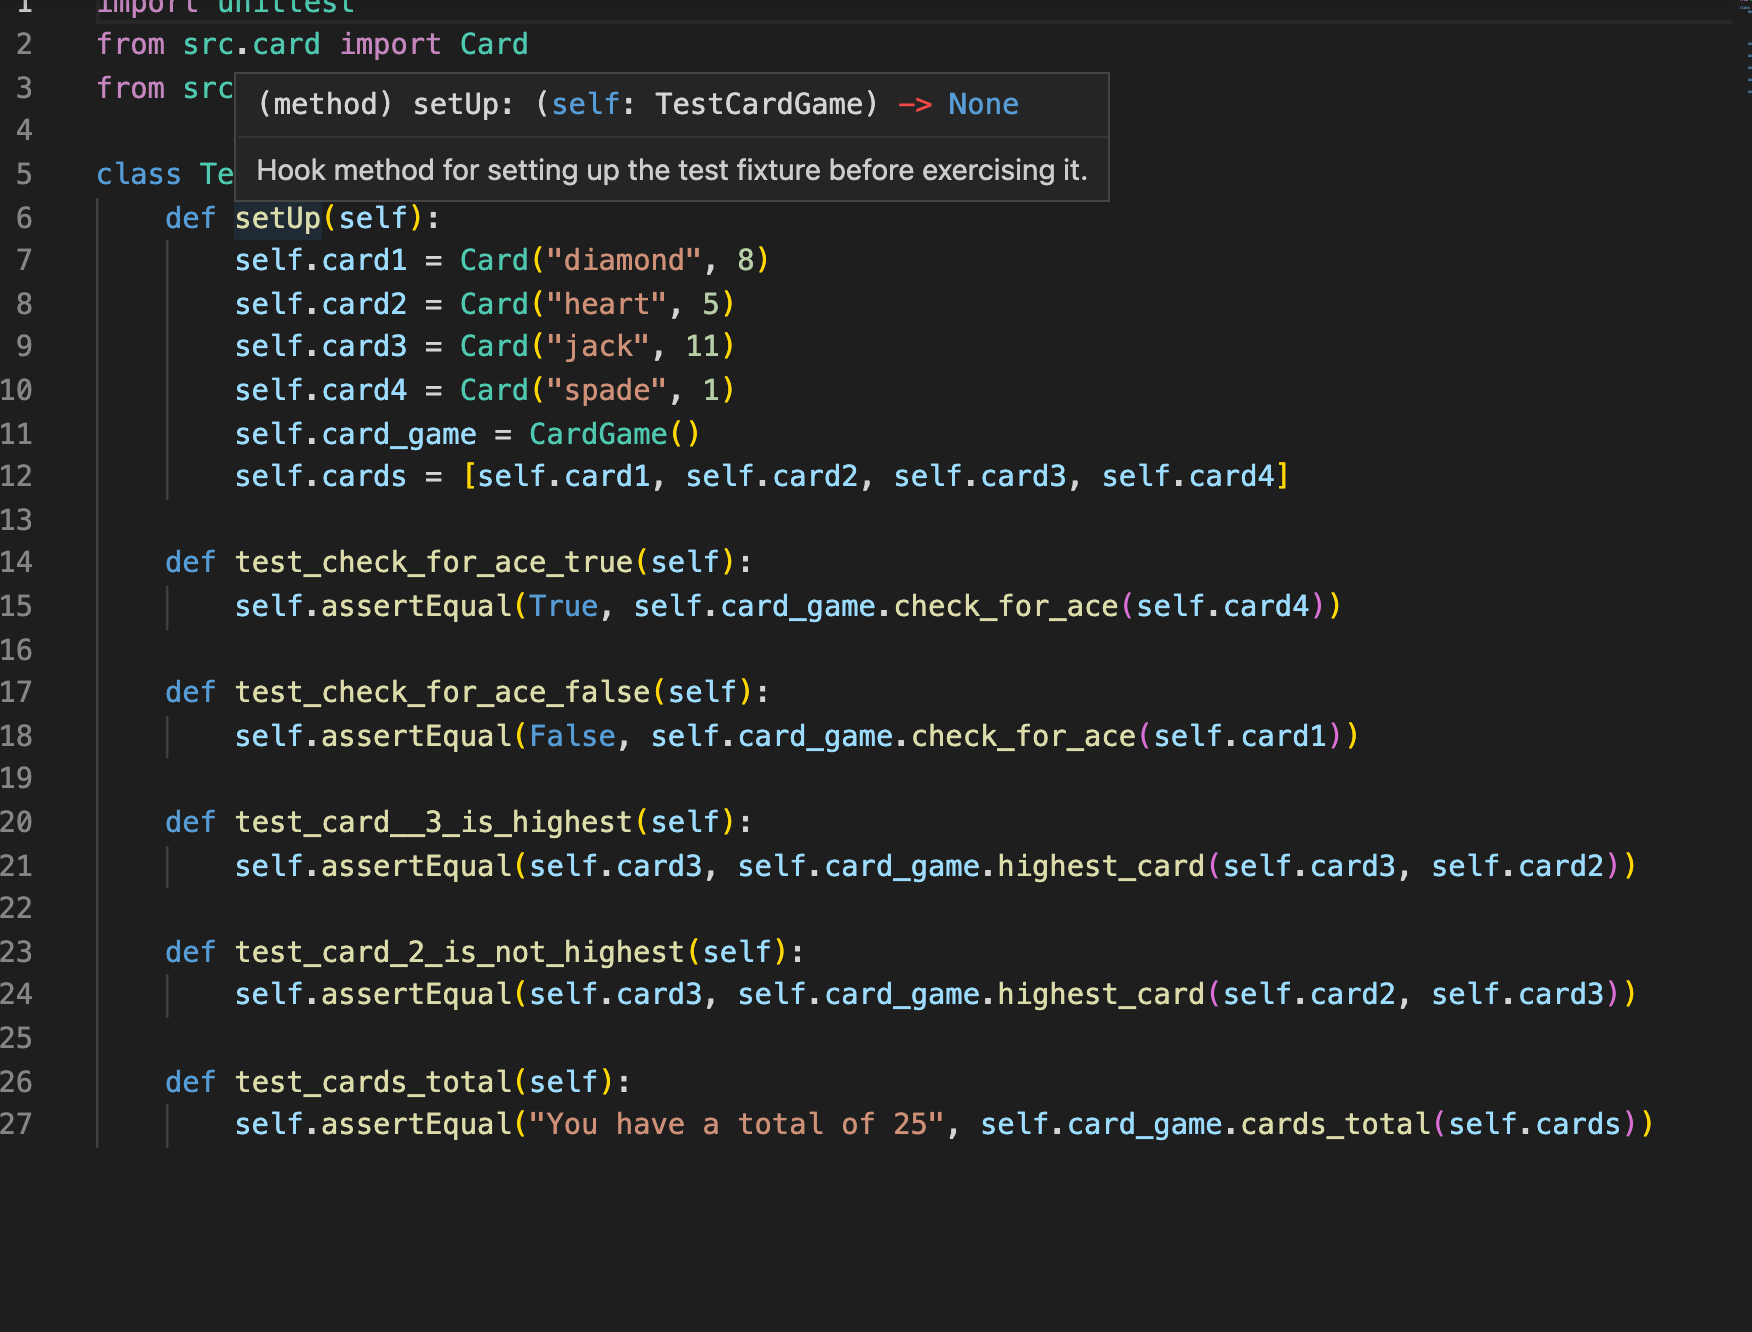 1 import unittest
2 from src.card import Card
3 from src
(method) setUp: (self: TestCardGame) -> None
4
Hook method for setting up the test fixture before exercising it.
5 class Te
6 def setUp(self):
7 self.card1 = Card("diamond", 8)
8 self.card2 = Card("heart", 5)
9 self.card3 = Card("jack", 11)
10 self.card4 = Card("spade", 1)
11 self.card_game = CardGame()
12 self.cards = [self.card1, self.card2, self.card3, self.card4]
13
14 def test_check_for_ace_true(self):
15 self.assertEqual(True, self.card_game.check_for_ace(self.card4))
16
17 def test_check_for_ace_false(self):
18 self.assertEqual(False, self.card_game.check_for_ace(self.card1))
19
20 def test_card__3_is_highest(self):
21 self.assertEqual(self.card3, self.card_game.highest_card(self.card3, self.card2))
22
23 def test_card_2_is_not_highest(self):
24 self.assertEqual(self.card3, self.card_game.highest_card(self.card2, self.card3))
25
26 def test_cards_total(self):
27 self.assertEqual("You have a total of 25", self.card_game.cards_total(self.cards))